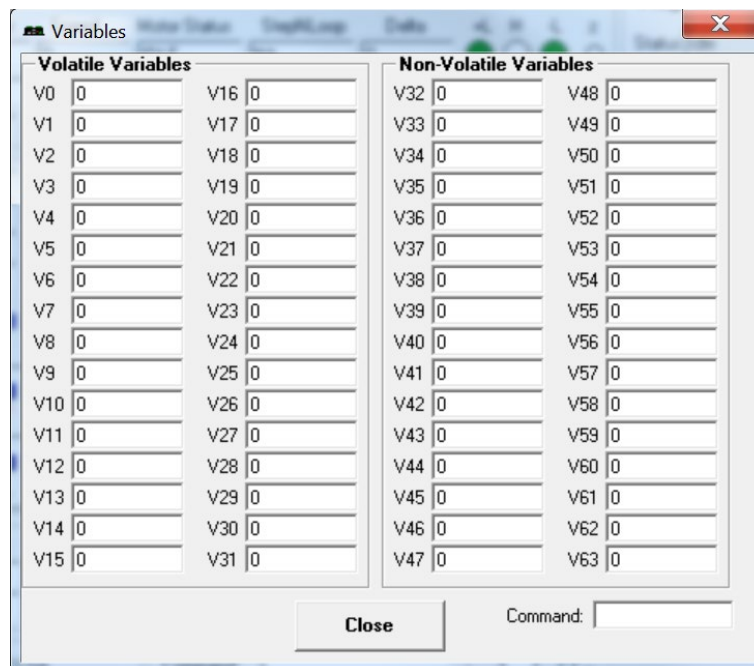 Motor Status StepNLoop Delta
Variables
X
Volatile Variables Non-Volatile Variables
V0 0 V16 0 V32 0 V48 0
V1 0 V17 0 V33 0 V49 0
V2 0 V18 0 V34 0 V50 0
V3 0 V19 0 V35 0 V51 0
V4 0 V20 0 V36 0 V52 0
V5 0 V21 0 V37 0 V53 0
V6 0 V22 0 V38 0 V54 0
V7 0 V23 0 V39 0 V55 0
V8 0 V24 0 V40 0 V56 0
V9 0 V25 0 V41 0 V57 0
V10 0 V26 0 V42 0 V58 0
V11 0 V27 0 V43 0 V59 0
V12 0 V28 0 V44 0 V60 0
V13 0 V29 0 V45 0 V61 0
V14 0 V30 0 V46 0 V62 0
V15 0 V31 0 V47 0 V63 0
Close Command: